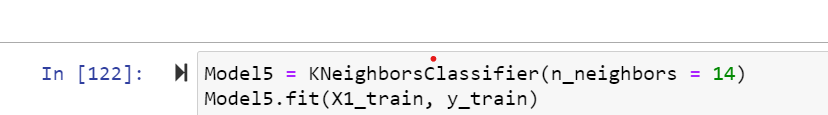 In [122]: Model5 = KNeighborsClassifier(n_neighbors = 14)
Model5.fit(X1_train, y_train)